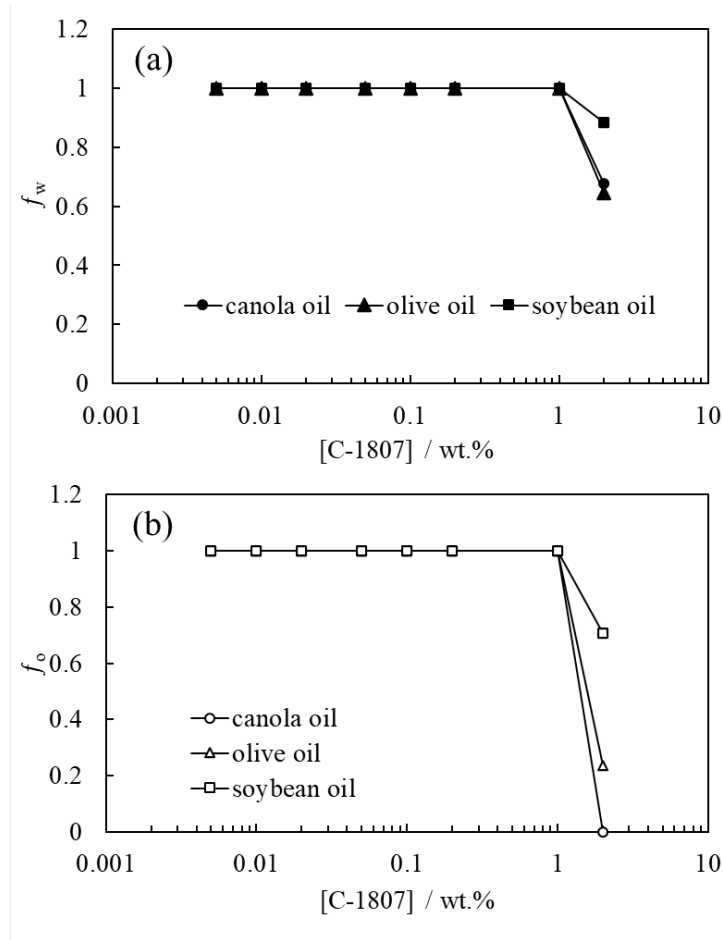 1.2
(a)
1
0.8
0.6
0.4
0.2
0
f_w
canola oil olive oil soybean oil
0.001 0.01 0.1 1 10
[C-1807] / wt.%
1.2
(b)
1
0.8
0.6
0.4
0.2
0
f_o
canola oil
olive oil
soybean oil
0.001 0.01 0.1 1 10
[C-1807] / wt.%